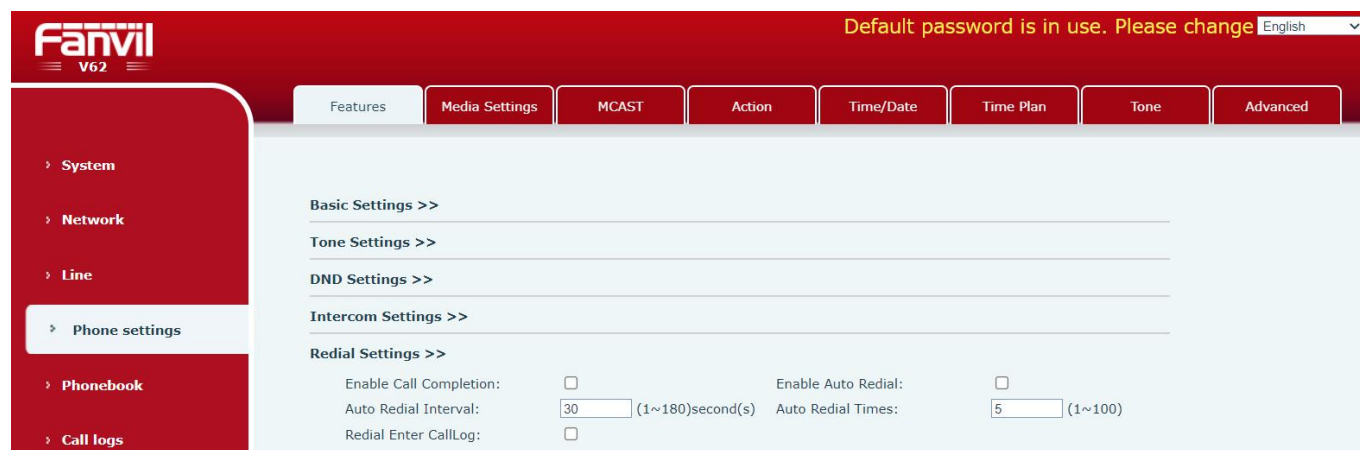 Fanvil
V62
Default password is in use. Please change English
Features Media Settings MCAST Action Time/Date Time Plan Tone Advanced
› System
› Network
› Line
› Phone settings
› Phonebook
› Call logs
Basic Settings >>
Tone Settings >>
DND Settings >>
Intercom Settings >>
Redial Settings >>
Enable Call Completion: Enable Auto Redial:
Auto Redial Interval: 30 (1~180)second(s) Auto Redial Times: 5 (1~100)
Redial Enter CallLog: